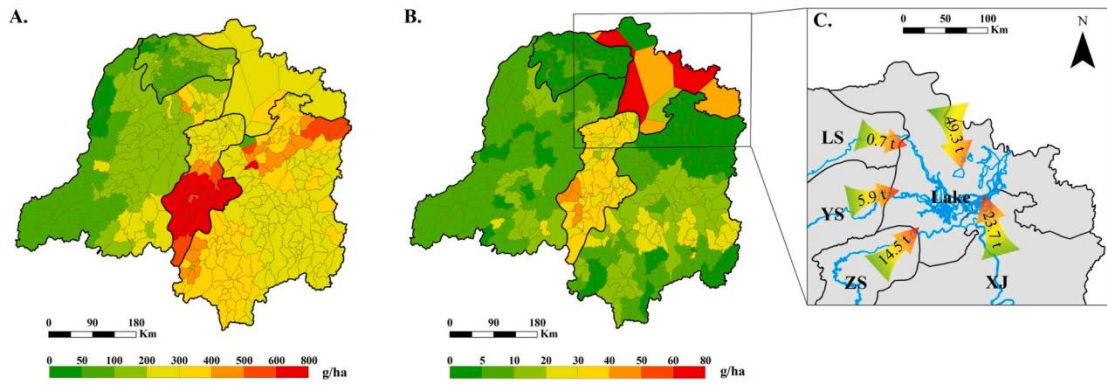 A.
0 90 180
Km
0 50 100 200 300 400 500 600 800
g/ha
B.
0 90 180
Km
0 5 10 20 30 40 50 60 80
g/ha
C.
0 50 100
Km
N
LS
0.7 t
49.3 t
YS
5.9 t
Lake
23.7 t
14.5 t
ZS
XJ